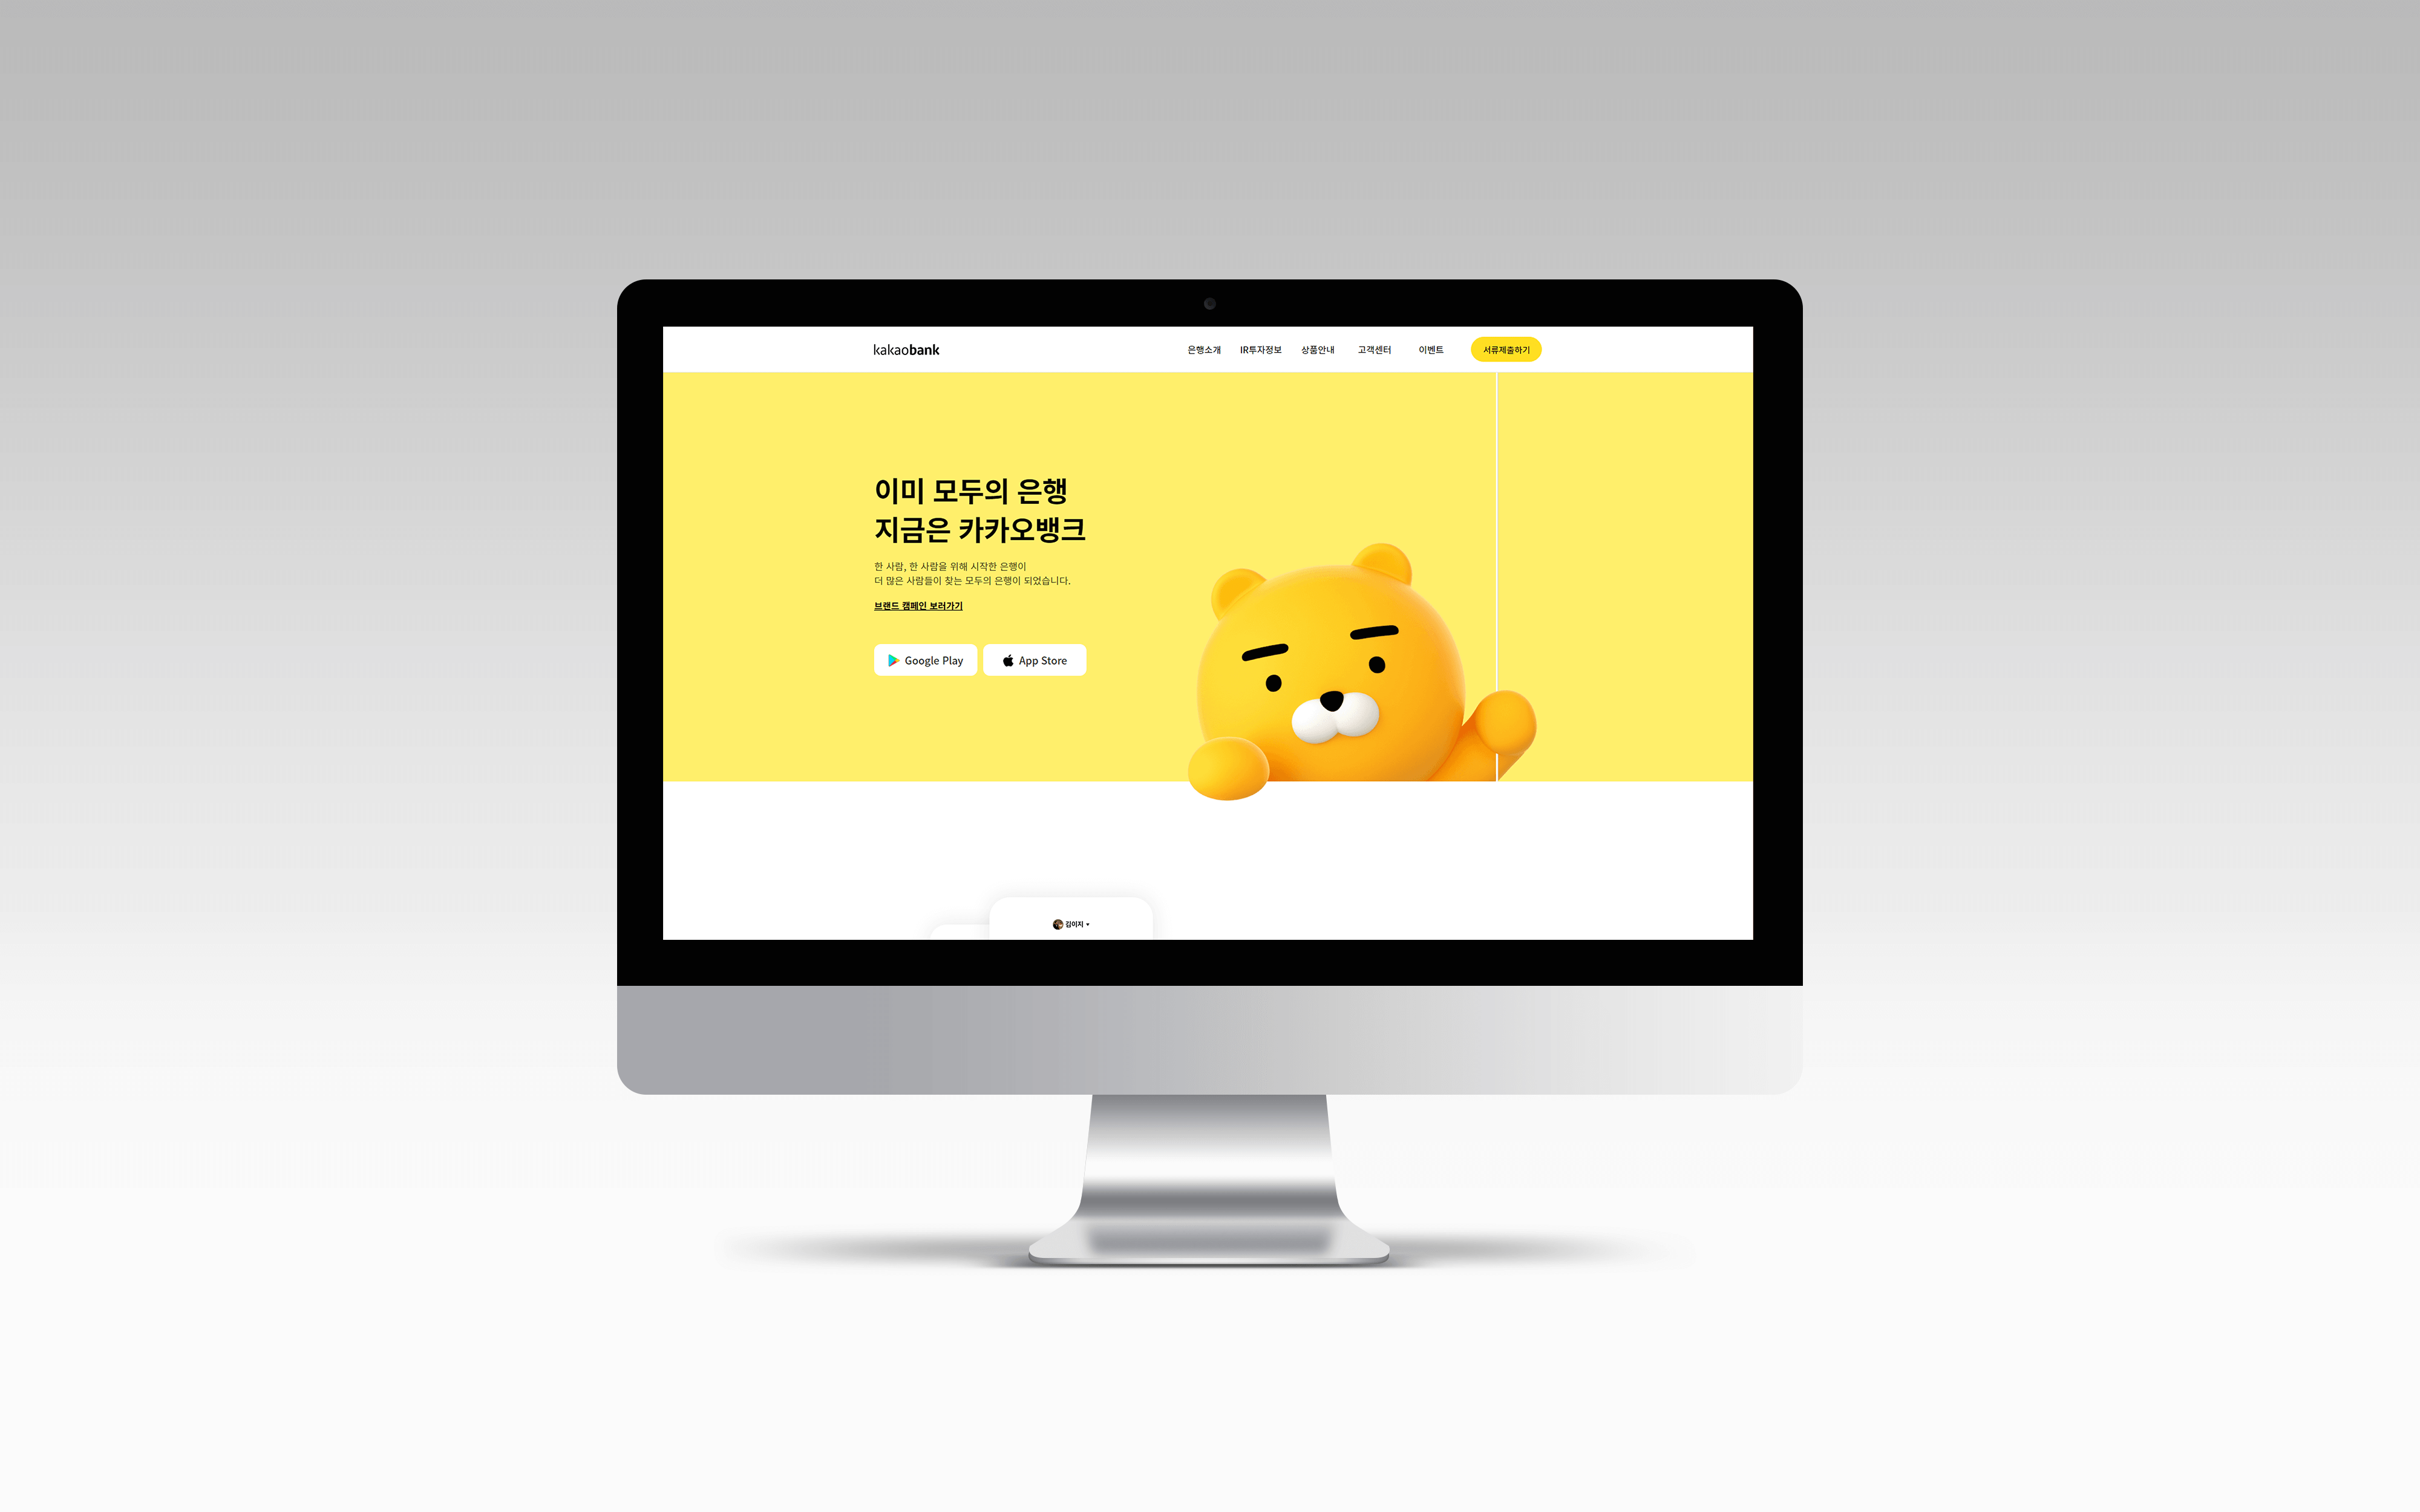 kakaobank
은행소개 IR투자정보 상품안내 고객센터 이벤트 서류제출하기
이미 모두의 은행
지금은 카카오뱅크
한 사람, 한 사람을 위해 시작한 은행이
더 많은 사람들이 찾는 모두의 은행이 되었습니다.
브랜드 캠페인 보러가기
Google Play App Store
김이지